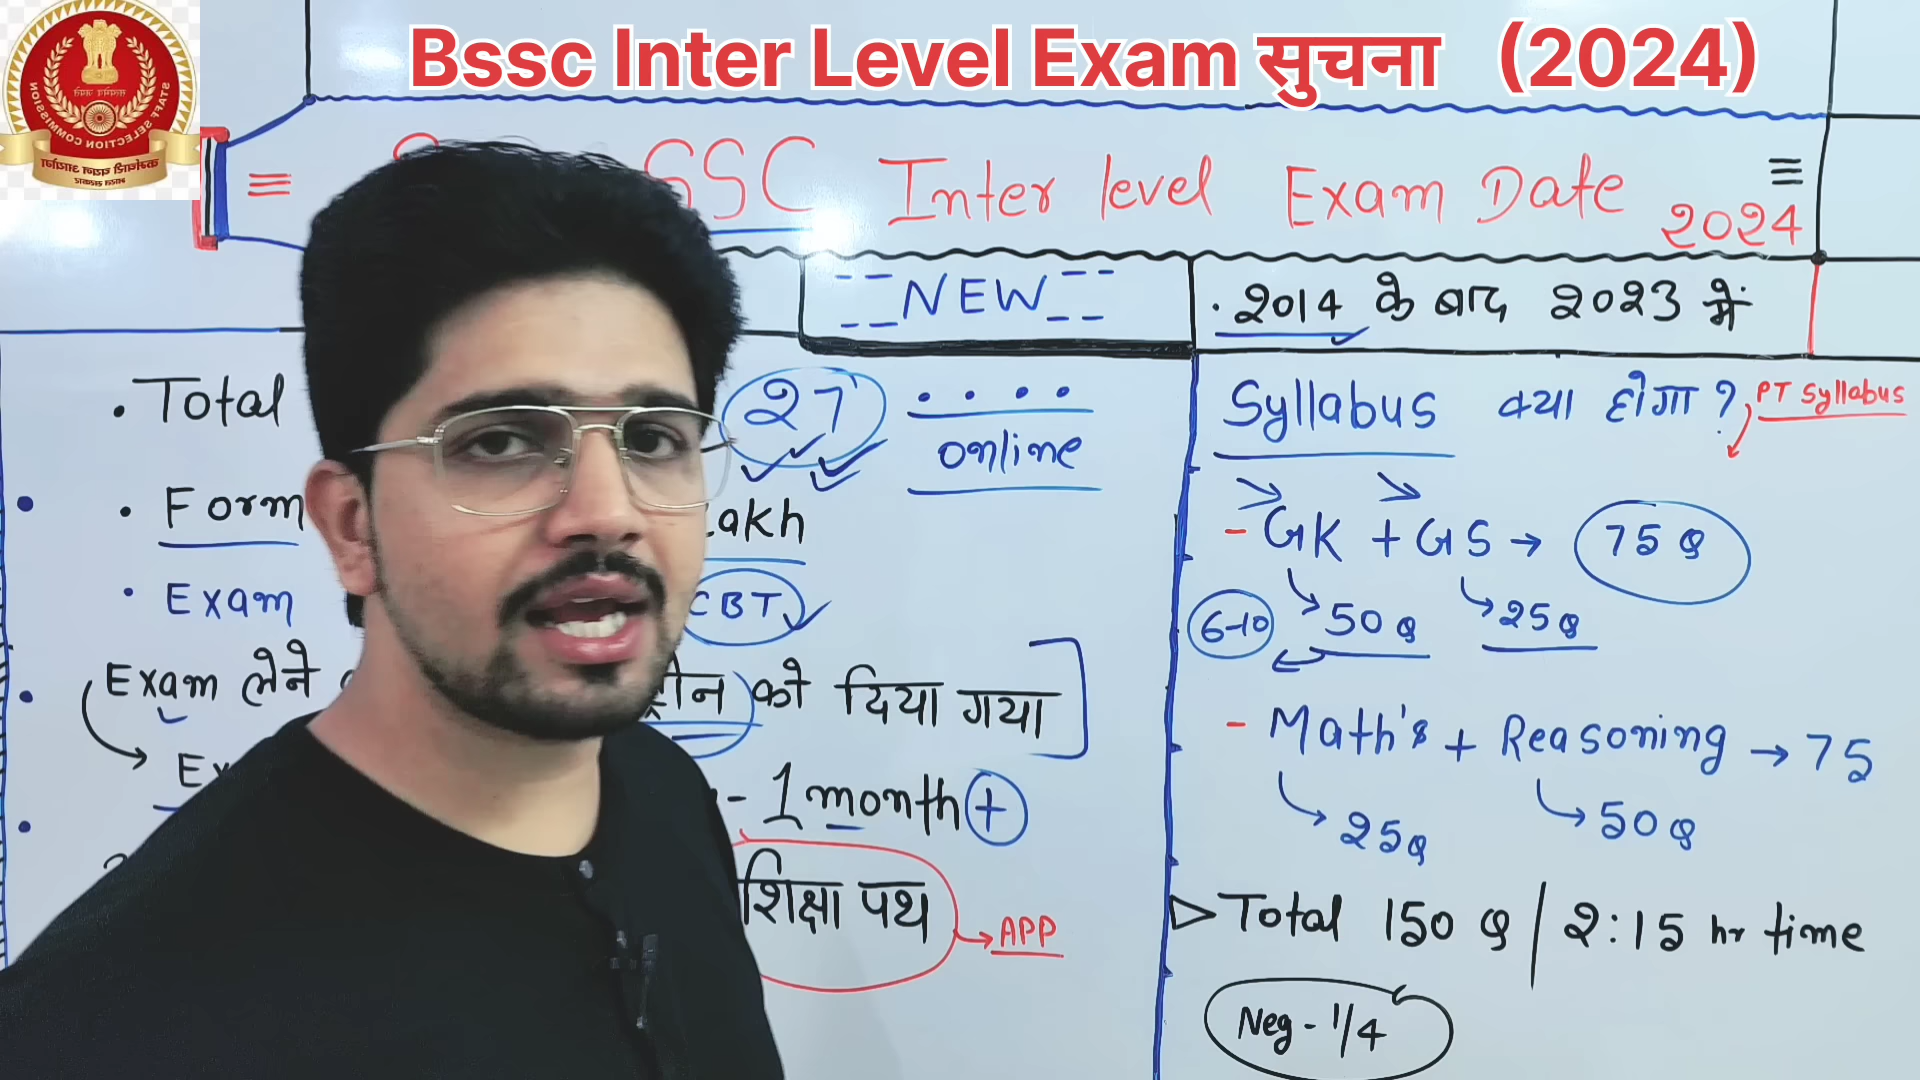 Bssc Inter Level Exam सुचना (2024)
SSC Inter level Exam Date 2024
NEW
• 2014 के बाद 2023 में
• Total 27 ....
online
• Form Lakh
• Exam CBT
Exam लेने को दिया गया
- 1 month +
शिक्षा पथ → APP
Syllabus क्या होगा ? PT Syllabus
- GK + GS → 75 Q
6-10 50 Q 25 Q
- Math's + Reasoning → 75
25 Q 50 Q
Total 150 Q / 2:15 hr time
Neg - 1/4